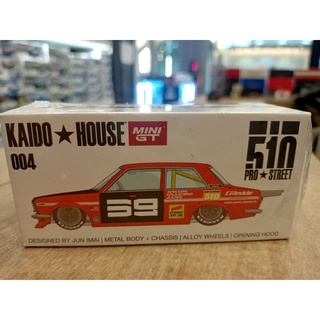 KAIDO★HOUSE
MINI GT
004
510
PRO★STREET
59
510
DESIGNED BY JUN IMAI | METAL BODY + CHASSIS | ALLOY WHEELS | OPENING HOOD